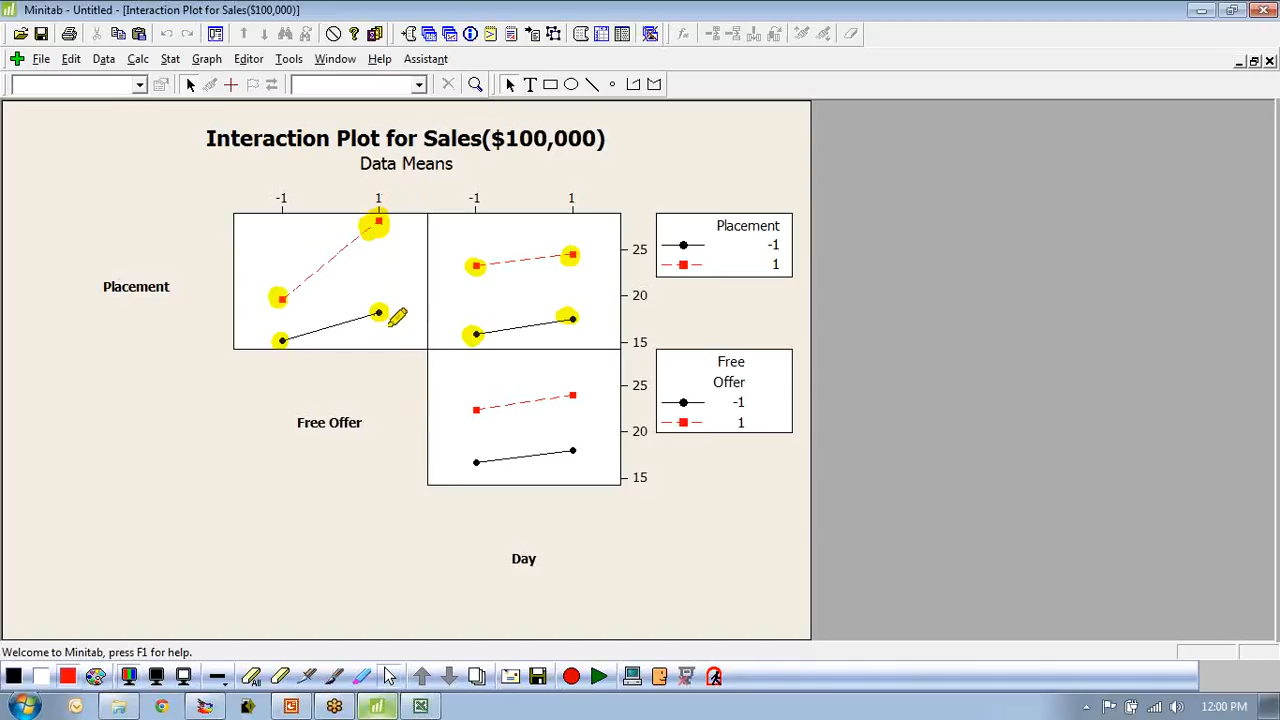 Minitab - Untitled - [Interaction Plot for Sales($100,000)]
File Edit Data Calc Stat Graph Editor Tools Window Help Assistant
Interaction Plot for Sales($100,000)
Data Means
-1 1 -1 1
Placement
25
20
15
Placement
-1
1
Free Offer
25
20
15
Free
Offer
-1
1
Day
Welcome to Minitab, press F1 for help.
12:00 PM